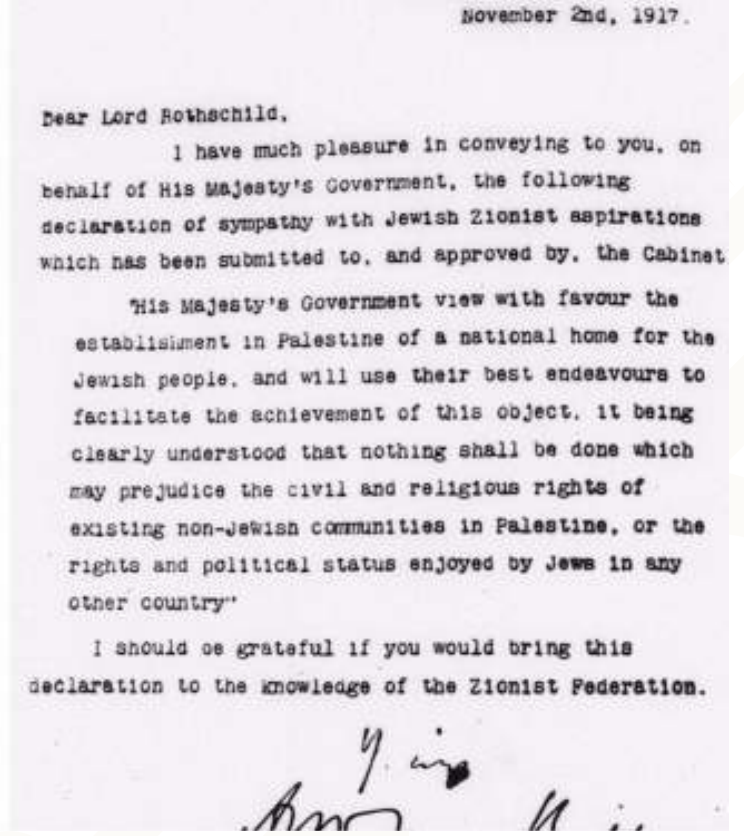 November 2nd, 1917.
Dear Lord Rothschild,
I have much pleasure in conveying to you, on
behalf of His Majesty's Government, the following
declaration of sympathy with Jewish Zionist aspirations
which has been submitted to, and approved by, the Cabinet
"His Majesty's Government view with favour the
establishment in Palestine of a national home for the
Jewish people, and will use their best endeavours to
facilitate the achievement of this object, it being
clearly understood that nothing shall be done which
may prejudice the civil and religious rights of
existing non-Jewish communities in Palestine, or the
rights and political status enjoyed by Jews in any
other country"
I should be grateful if you would bring this
declaration to the knowledge of the Zionist Federation.